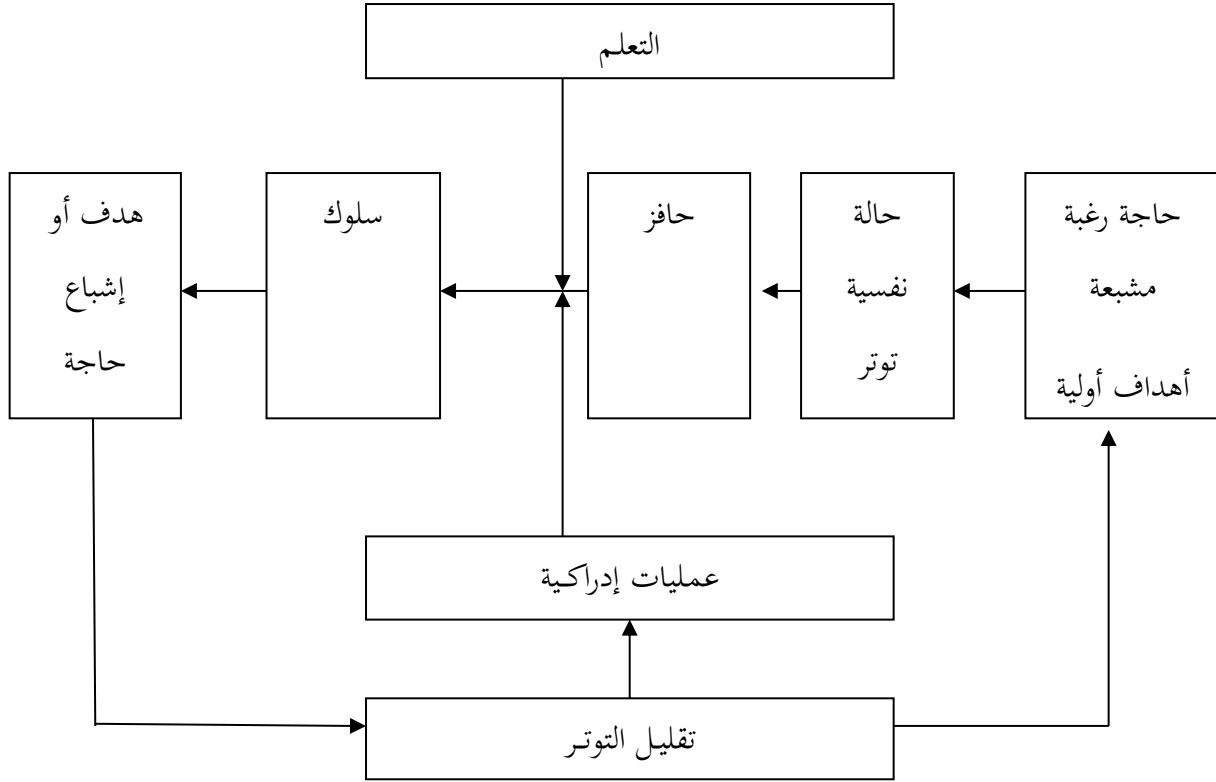 التعلم
حاجة رغبة
مشبعة
أهداف أولية
حالة
نفسية
توتر
حافز
سلوك
هدف أو
إشباع
حاجة
عمليات إدراكية
تقليل التوتر